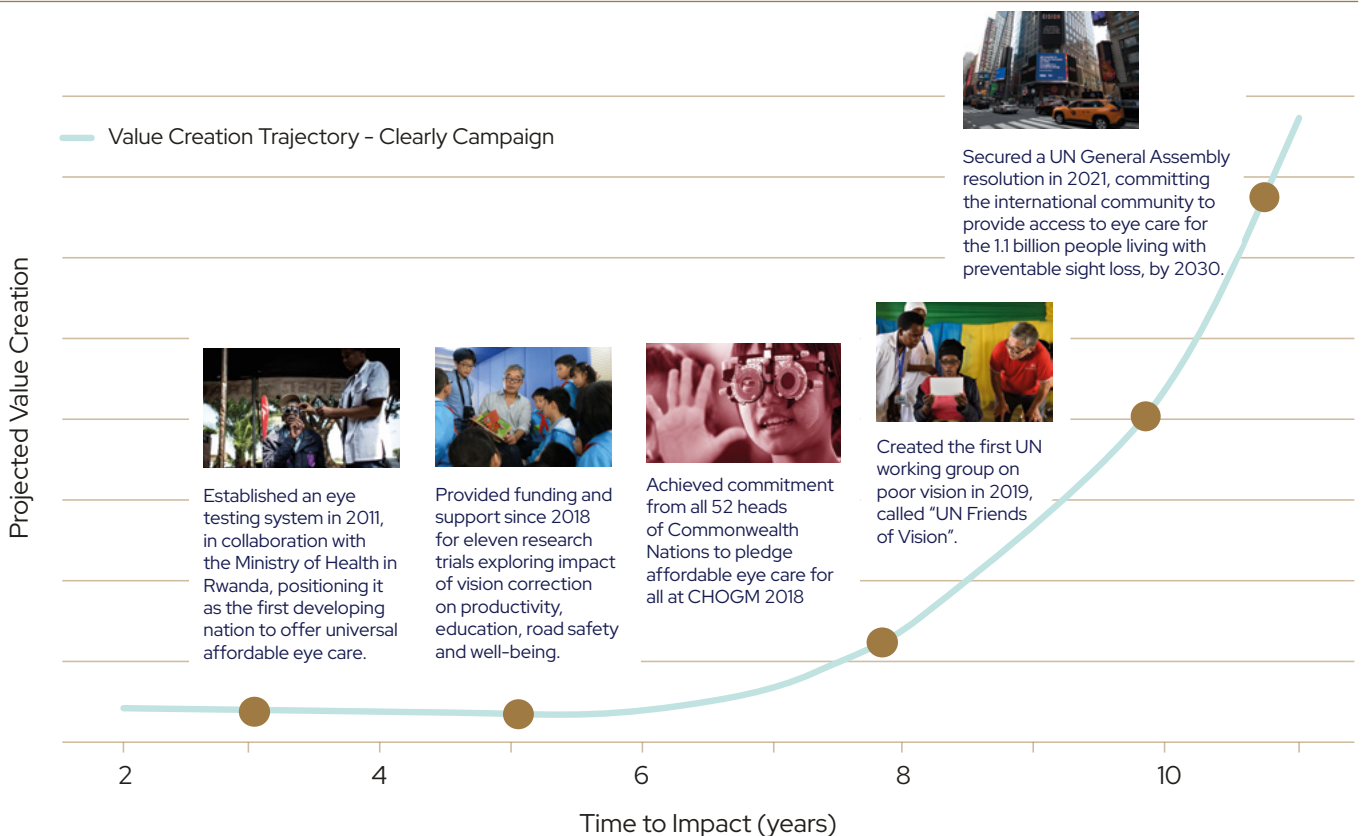 Value Creation Trajectory - Clearly Campaign
Projected Value Creation
Established an eye
testing system in 2011,
in collaboration with
the Ministry of Health in
Rwanda, positioning it
as the first developing
nation to offer universal
affordable eye care.
Provided funding and
support since 2018
for eleven research
trials exploring impact
of vision correction
on productivity,
education, road safety
and well-being.
Achieved commitment
from all 52 heads
of Commonwealth
Nations to pledge
affordable eye care for
all at CHOGM 2018
Created the first UN
working group on
poor vision in 2019,
called “UN Friends
of Vision”.
Secured a UN General Assembly
resolution in 2021, committing
the international community to
provide access to eye care for
the 1.1 billion people living with
preventable sight loss, by 2030.
2
4
6
8
10
Time to Impact (years)